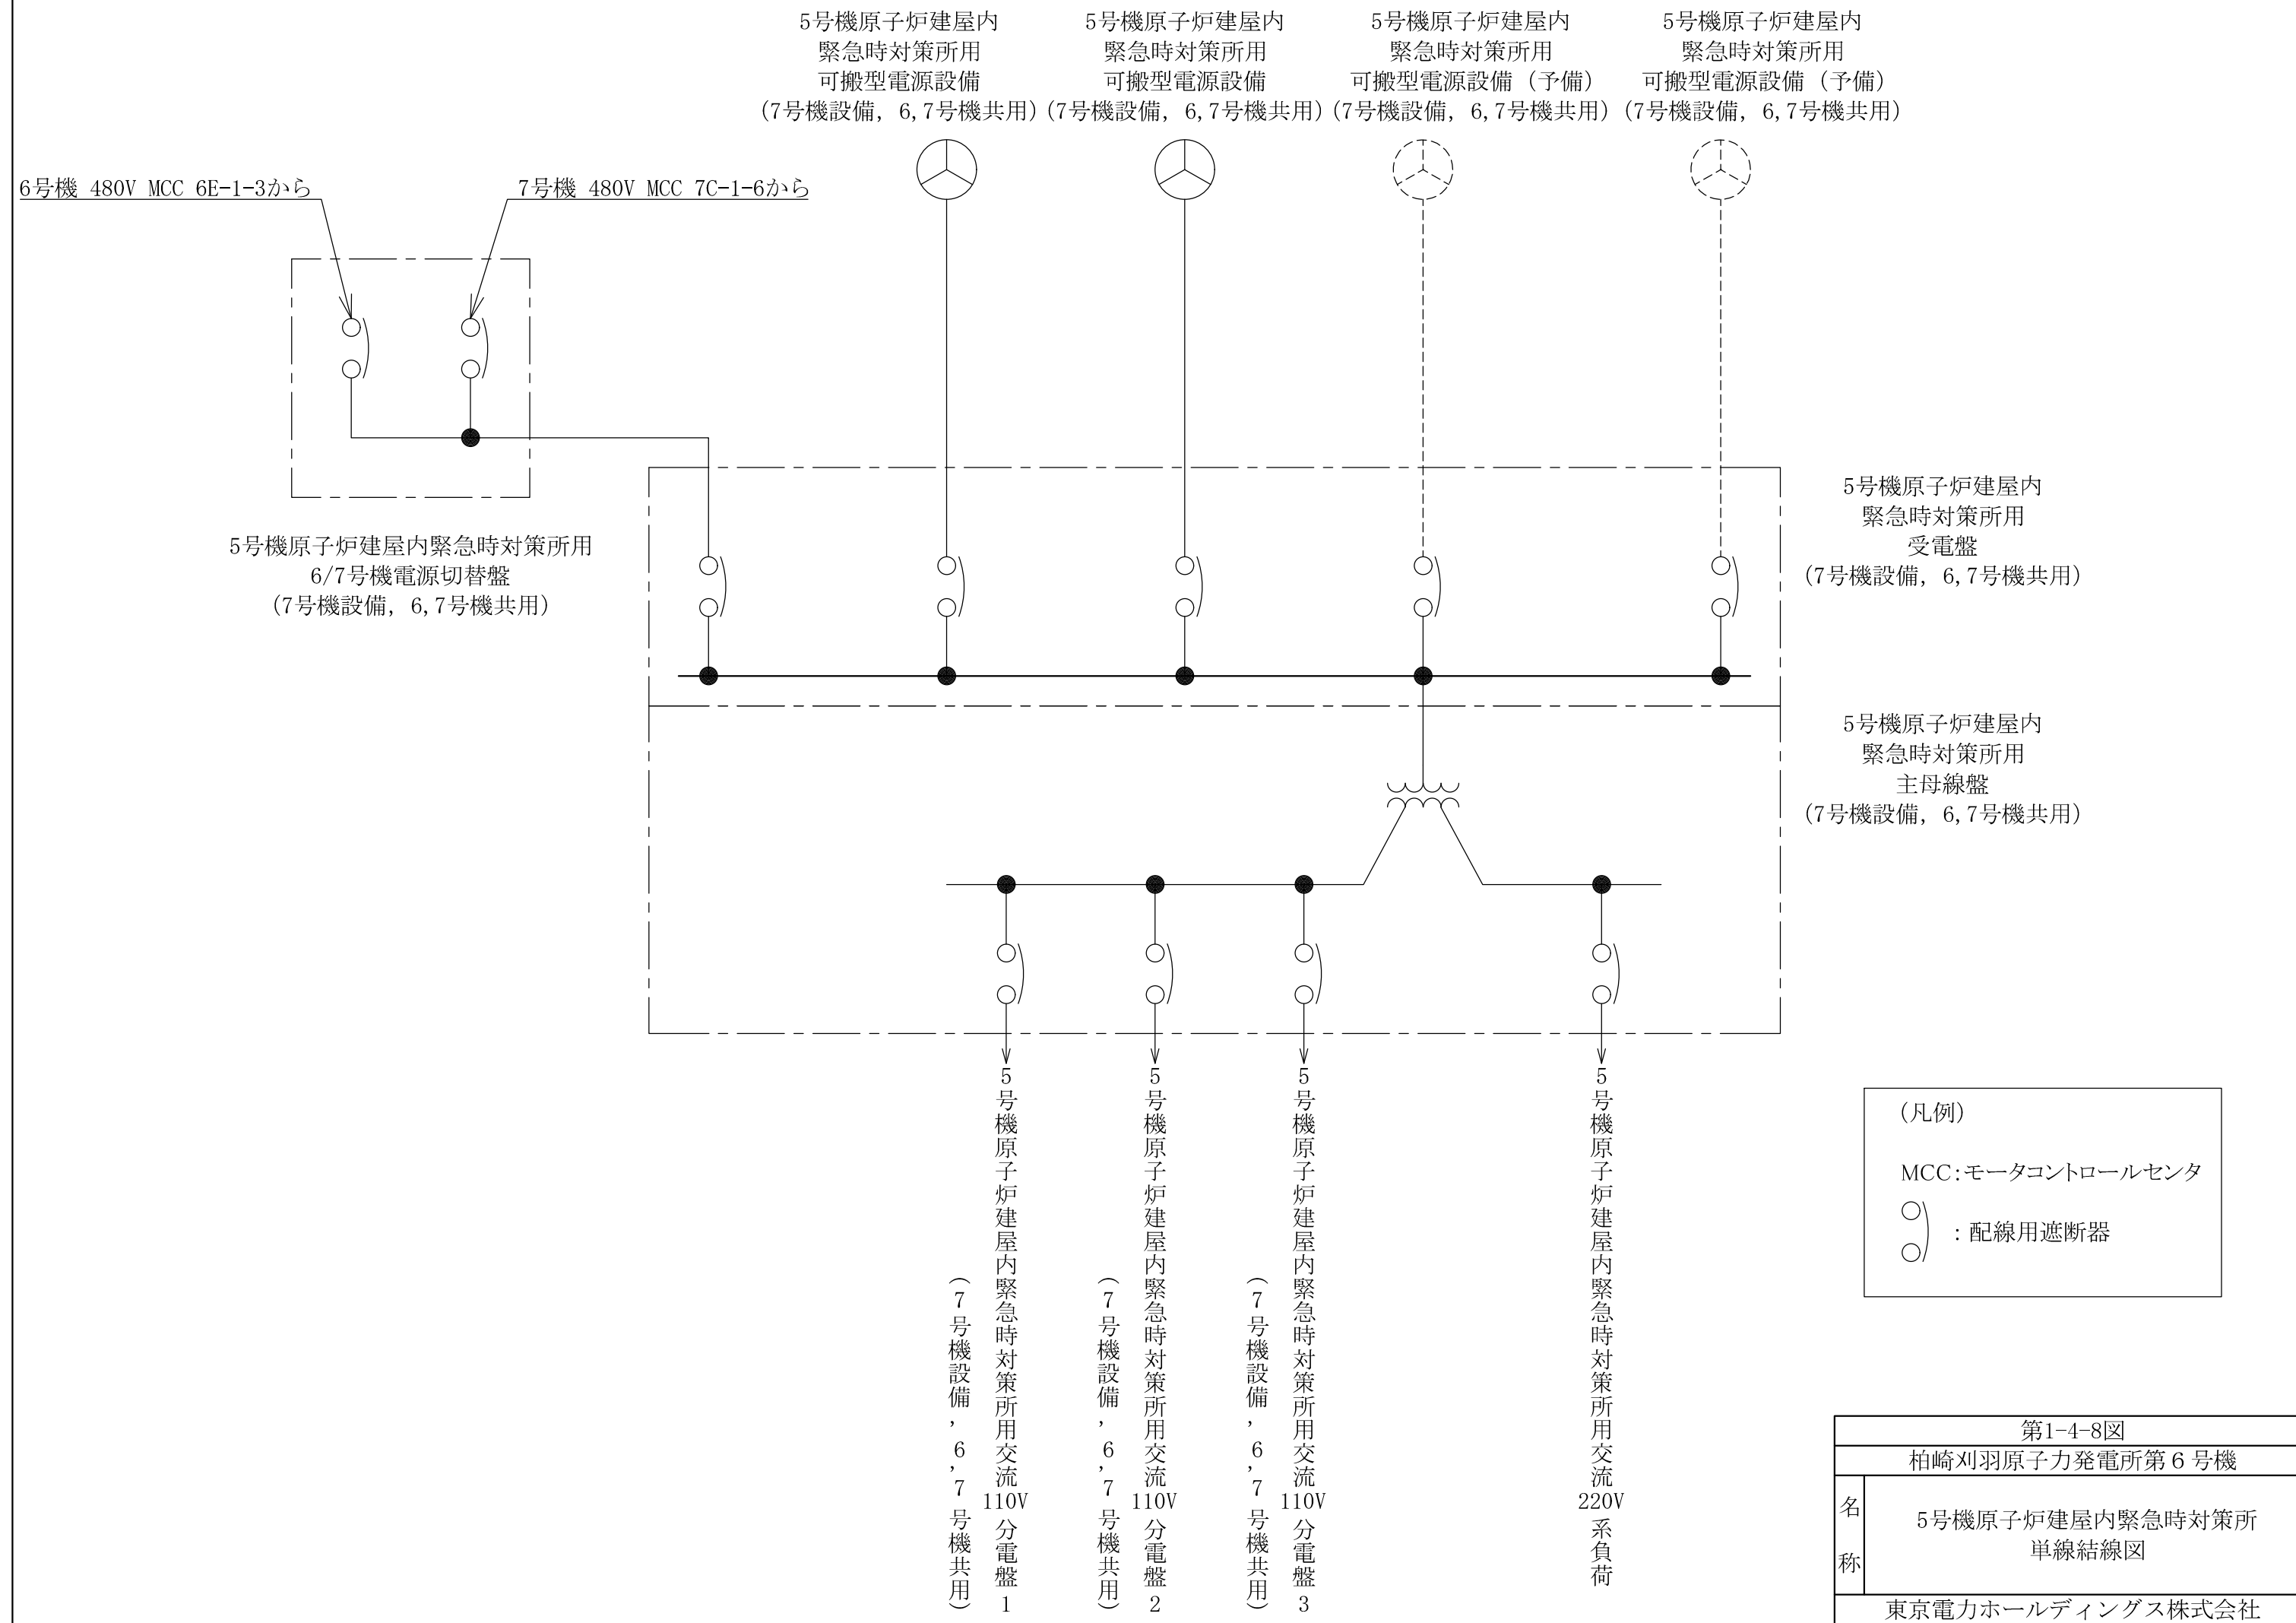 5号機原子炉建屋内
緊急時対策所用
可搬型電源設備
(7号機設備, 6,7号機共用)
5号機原子炉建屋内
緊急時対策所用
可搬型電源設備
(7号機設備, 6,7号機共用)
5号機原子炉建屋内
緊急時対策所用
可搬型電源設備 (予備)
(7号機設備, 6,7号機共用)
5号機原子炉建屋内
緊急時対策所用
可搬型電源設備 (予備)
(7号機設備, 6,7号機共用)
6号機 480V MCC 6E-1-3から
7号機 480V MCC 7C-1-6から
5号機原子炉建屋内緊急時対策所用
6/7号機電源切替盤
(7号機設備, 6,7号機共用)
5号機原子炉建屋内
緊急時対策所用
受電盤
(7号機設備, 6,7号機共用)
5号機原子炉建屋内
緊急時対策所用
主母線盤
(7号機設備, 6,7号機共用)
5号機原子炉建屋内緊急時対策所用交流110V分電盤1
(7号機設備,6,7号機共用)
5号機原子炉建屋内緊急時対策所用交流110V分電盤2
(7号機設備,6,7号機共用)
5号機原子炉建屋内緊急時対策所用交流110V分電盤3
(7号機設備,6,7号機共用)
5号機原子炉建屋内緊急時対策所用交流220V系負荷
(凡例)
MCC:モータコントロールセンタ
:配線用遮断器
第1-4-8図
柏崎刈羽原子力発電所第6号機
名称
5号機原子炉建屋内緊急時対策所
単線結線図
東京電力ホールディングス株式会社